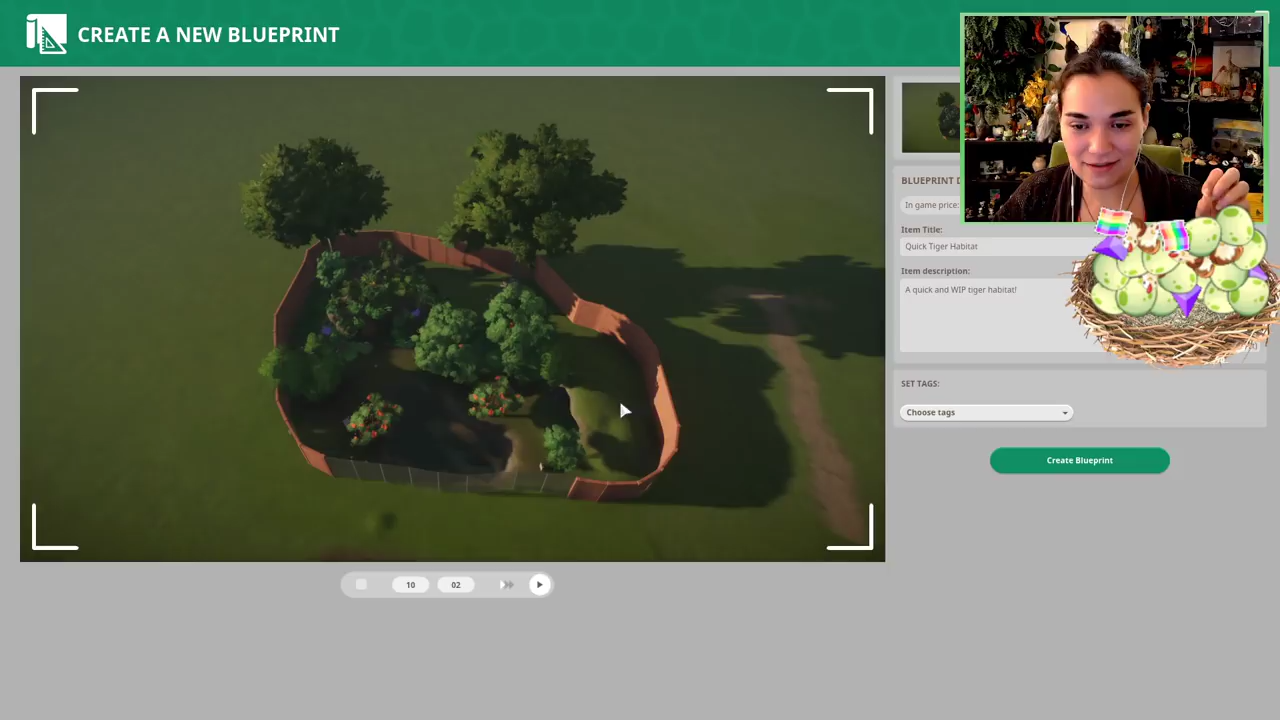 CREATE A NEW BLUEPRINT
BLUEPRINT D
In game price:
Item Title:
Quick Tiger Habitat
Item description:
A quick and WIP tiger habitat!
SET TAGS:
Choose tags
Create Blueprint
10 02